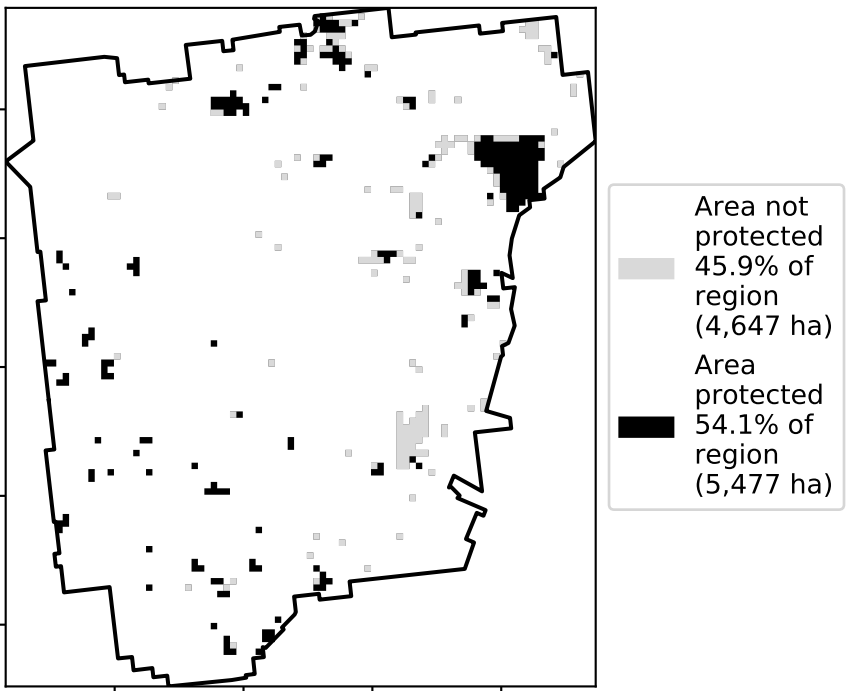 Area not
protected
45.9% of
region
(4,647 ha)
Area
protected
54.1% of
region
(5,477 ha)